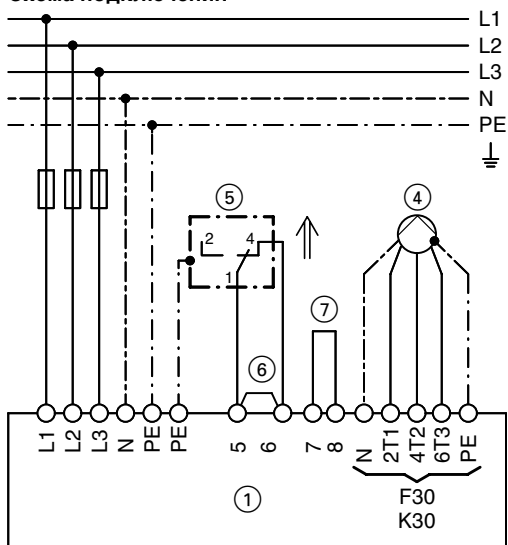 Схема подключения
L1
L2
L3
N
PE
5
4
2 4
1
7
6
L1 L2 L3 N PE PE 5 6 7 8 N 2T1 4T2 6T3 PE
1
F30
K30